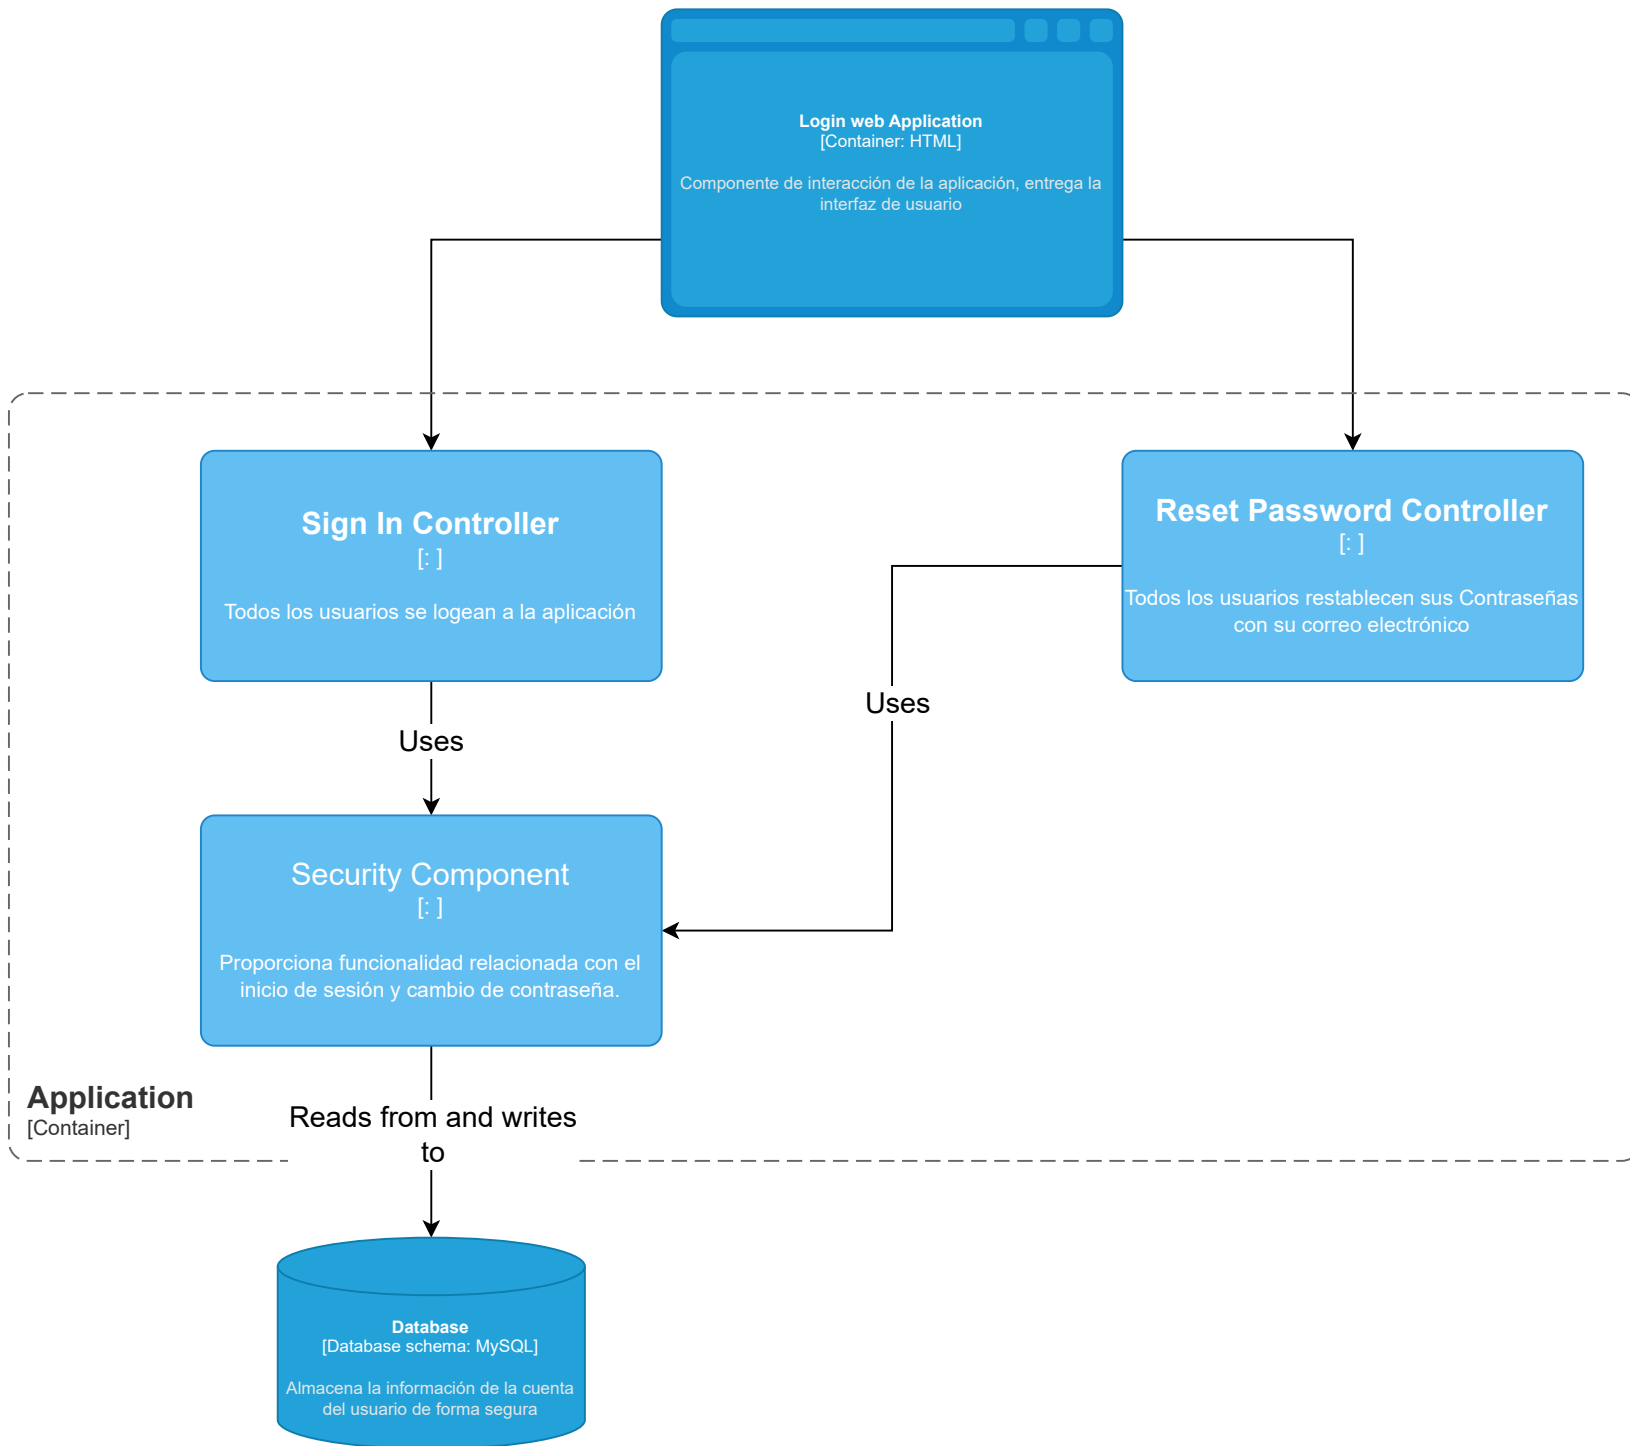 Login web Application
[Container: HTML]
Componente de interacción de la aplicación, entrega la
interfaz de usuario
Sign In Controller
[: ]
Todos los usuarios se logean a la aplicación
Reset Password Controller
[: ]
Todos los usuarios restablecen sus Contraseñas
con su correo electrónico
Uses
Uses
Security Component
[: ]
Proporciona funcionalidad relacionada con el
inicio de sesión y cambio de contraseña.
Application
[Container]
Reads from and writes
to
Database
[Database schema: MySQL]
Almacena la información de la cuenta
del usuario de forma segura